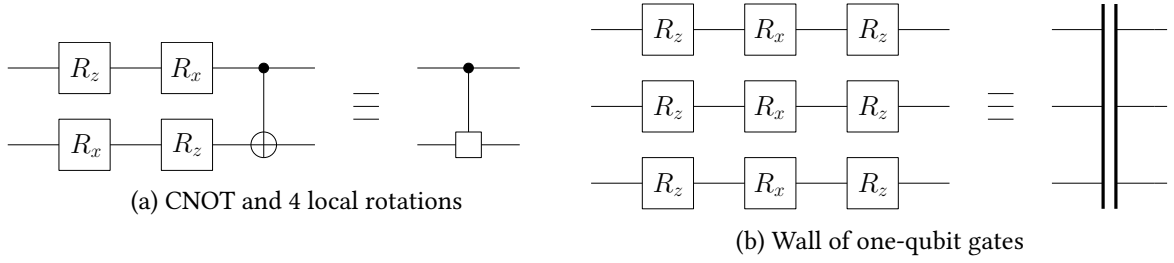 R_z R_x R_z
R_z R_x
R_z R_x R_z
R_x R_z
R_z R_x R_z
(a) CNOT and 4 local rotations
(b) Wall of one-qubit gates